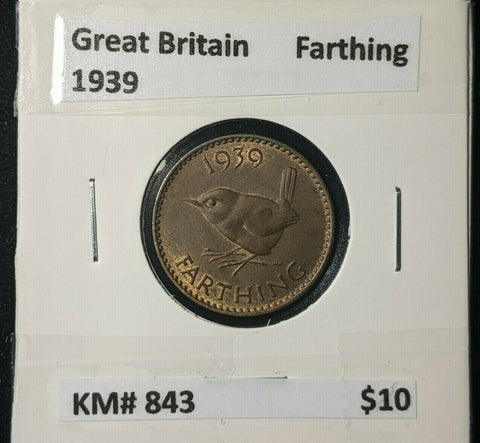 Great Britain Farthing
1939
1939
FARTHING
KM# 843 $10